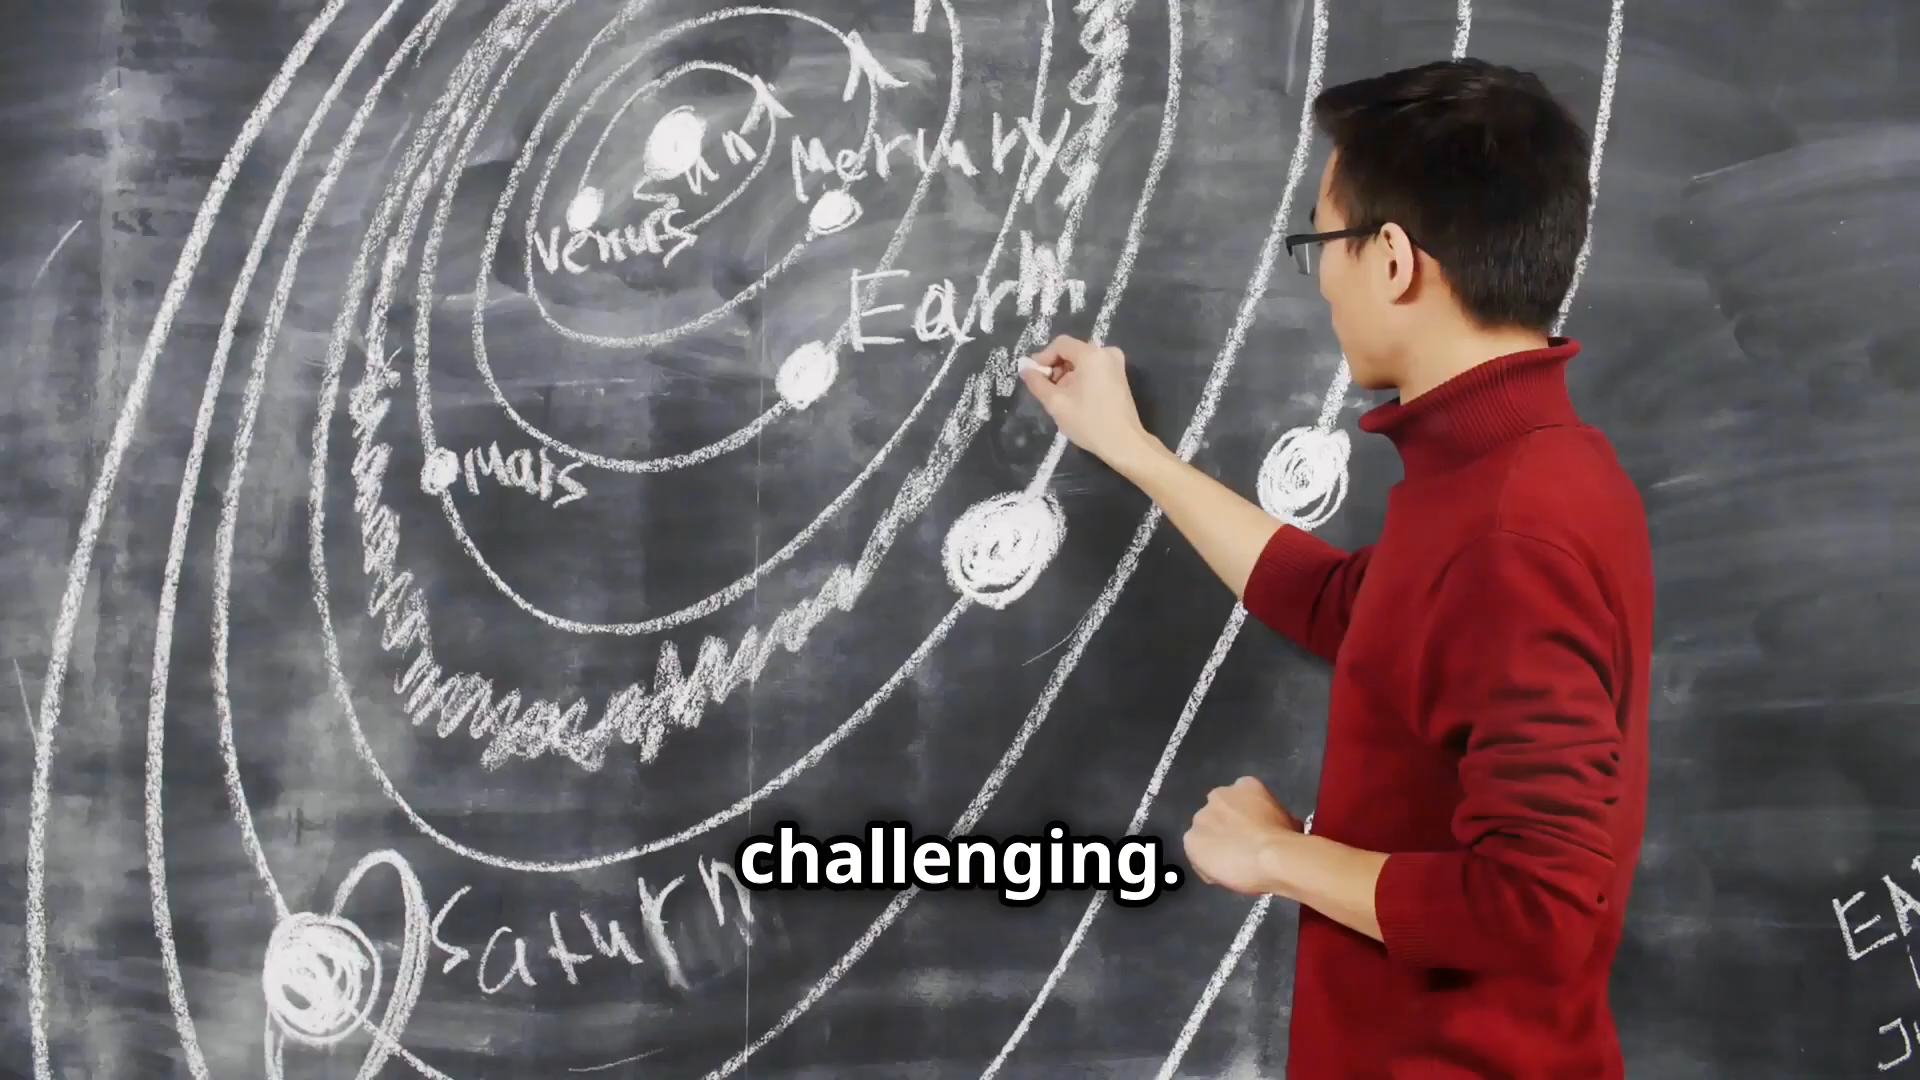 Sun
Mercury
Venus
Earth
Mars
challenging.
Saturn